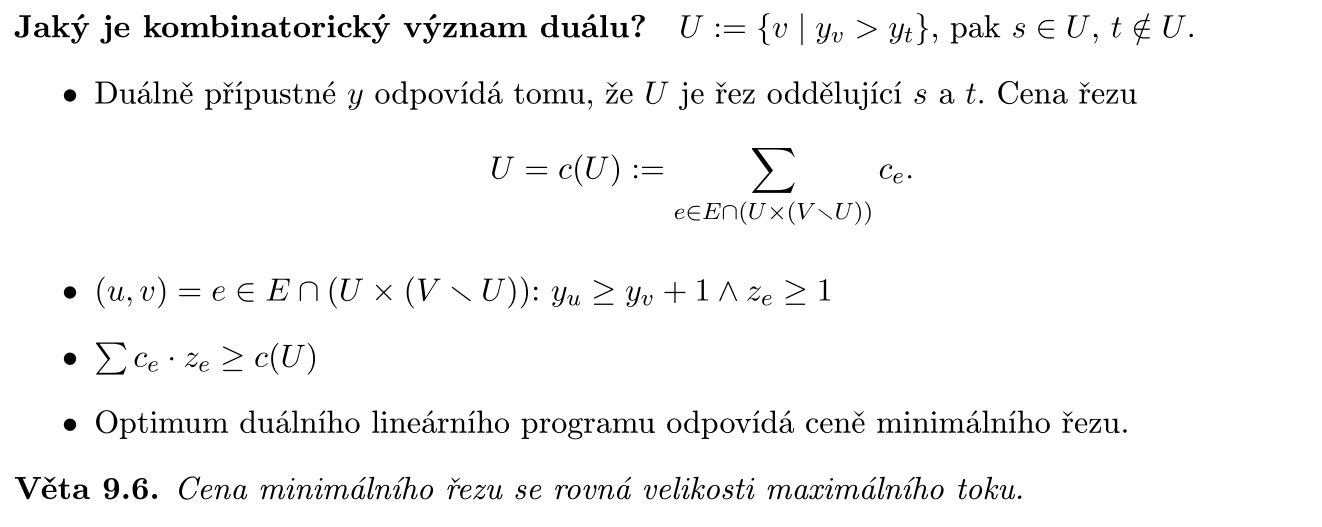 Jaký je kombinatorický význam duálu? U := {v | y_v > y_t}, pak s ∈ U, t ∉ U.
• Duálně přípustné y odpovídá tomu, že U je řez oddělující s a t. Cena řezu
U = c(U) := ∑_{e∈E∩(U×(V∖U))} c_e.
• (u, v) = e ∈ E ∩ (U × (V ∖ U)): y_u ≥ y_v + 1 ∧ z_e ≥ 1
• ∑ c_e · z_e ≥ c(U)
• Optimum duálního lineárního programu odpovídá ceně minimálního řezu.
Věta 9.6. Cena minimálního řezu se rovná velikosti maximálního toku.